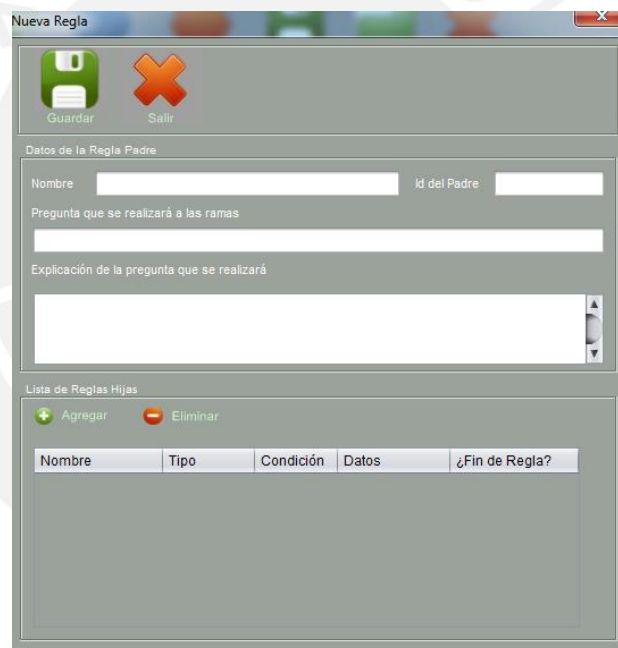 Nueva Regla
Guardar Salir
Datos de la Regla Padre
Nombre Id del Padre
Pregunta que se realizará a las ramas
Explicación de la pregunta que se realizará
Lista de Reglas Hijas
Agregar Eliminar
Nombre Tipo Condición Datos ¿Fin de Regla?